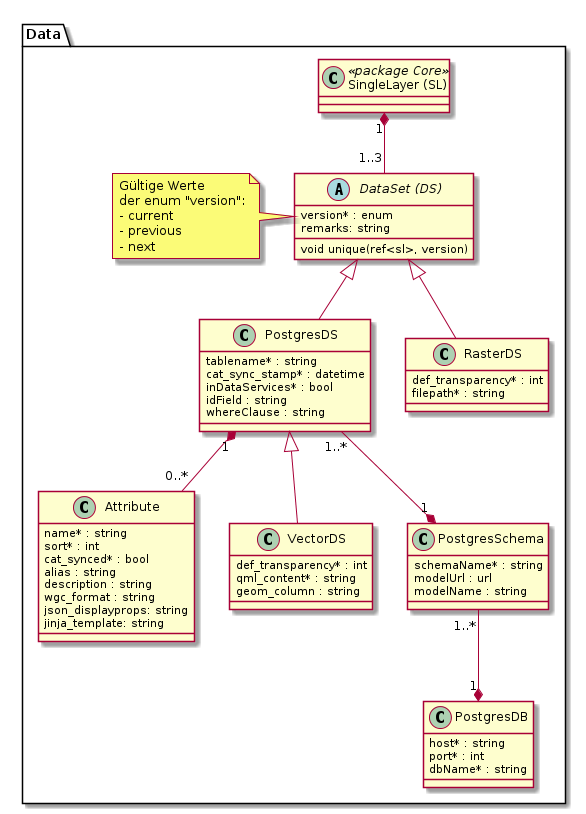 Data
C «package Core»
SingleLayer (SL)
1
1..3
Gültige Werte
der enum "version":
- current
- previous
- next
A DataSet (DS)
version* : enum
remarks: string
void unique(ref<sl>, version)
C PostgresDS
tablename* : string
cat_sync_stamp* : datetime
inDataServices* : bool
idField : string
whereClause : string
C RasterDS
def_transparency* : int
filepath* : string
1
1..*
0..*
1
C Attribute
name* : string
sort* : int
cat_synced* : bool
alias : string
description : string
wgc_format : string
json_displayprops: string
jinja_template: string
C VectorDS
def_transparency* : int
qml_content* : string
geom_column : string
C PostgresSchema
schemaName* : string
modelUrl : url
modelName : string
1..*
1
C PostgresDB
host* : string
port* : int
dbName* : string